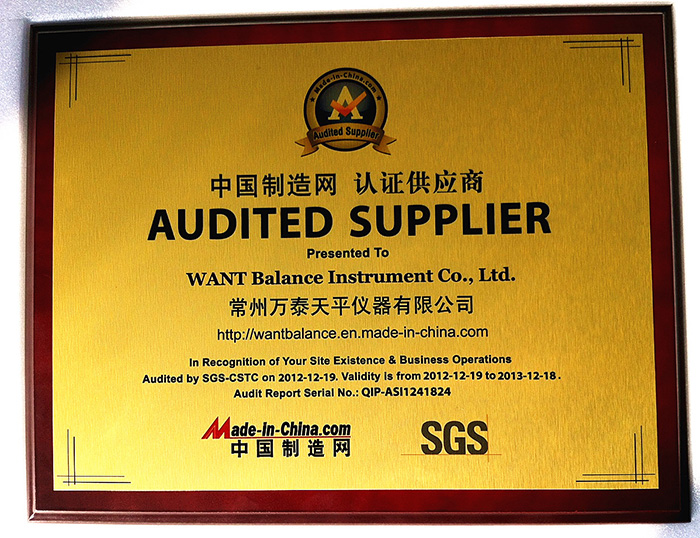 Made-in-China.com
A
Audited Supplier
中国制造网 认证供应商
AUDITED SUPPLIER
Presented To
WANT Balance Instrument Co., Ltd.
常州万泰天平仪器有限公司
http://wantbalance.en.made-in-china.com
In Recognition of Your Site Existence & Business Operations
Audited by SGS-CSTC on 2012-12-19. Validity is from 2012-12-19 to 2013-12-18.
Audit Report Serial No.: QIP-ASI1241824
Made-in-China.com
中国制造网
SGS